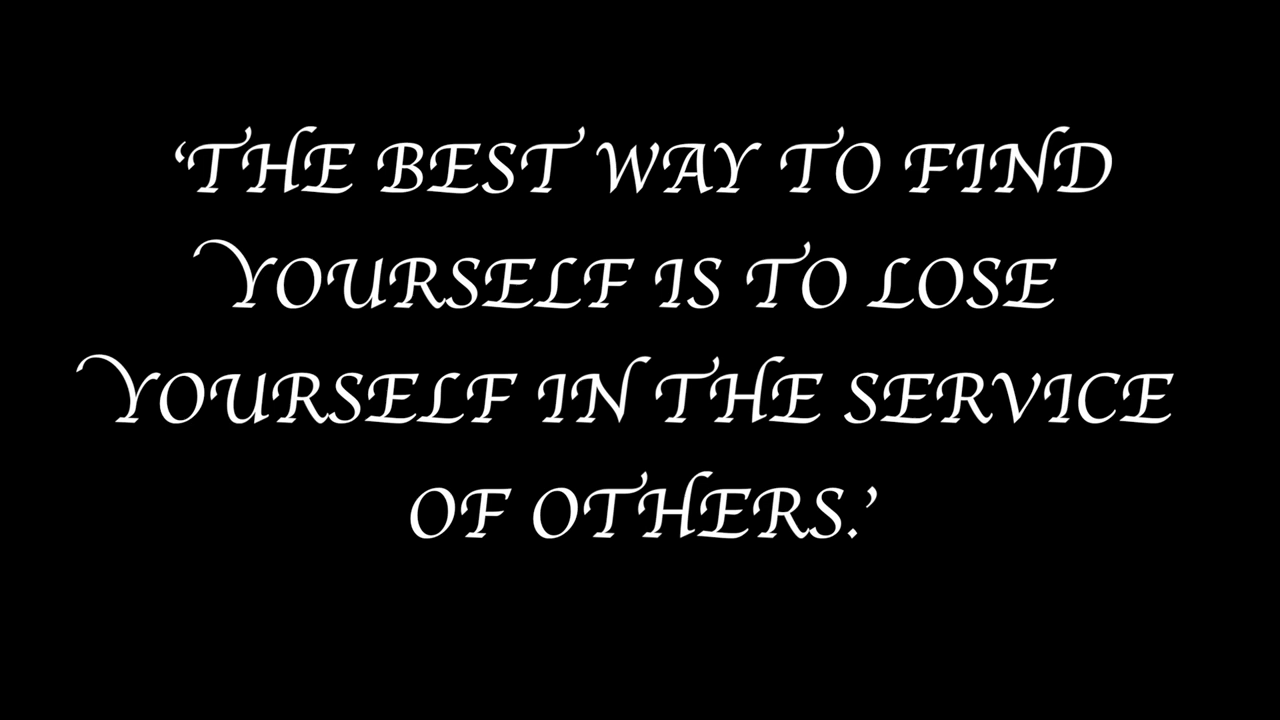 ‘THE BEST WAY TO FIND
YOURSELF IS TO LOSE
YOURSELF IN THE SERVICE
OF OTHERS.’